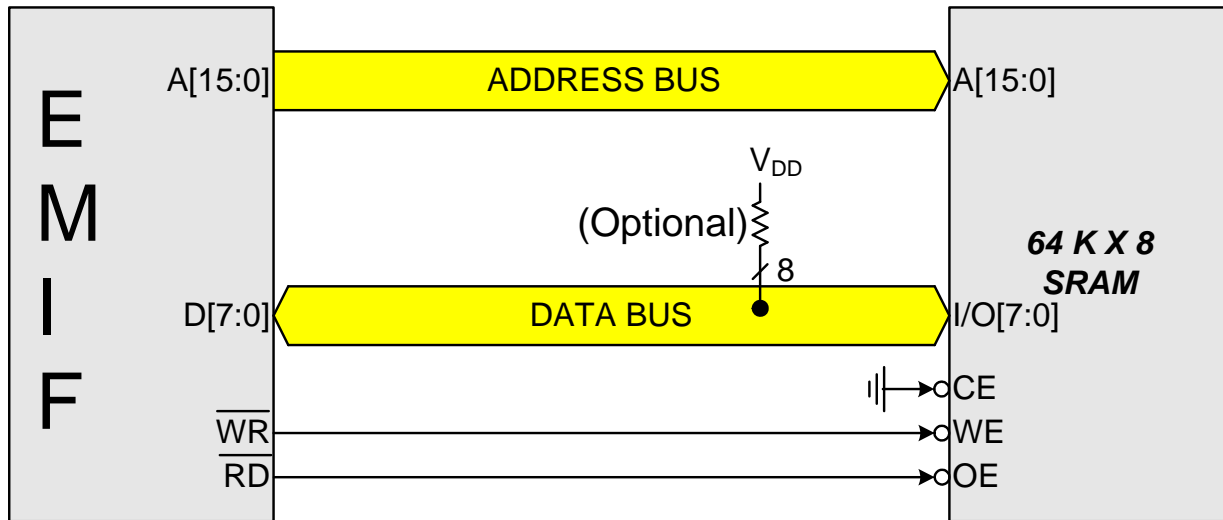 EMIF
A[15:0]
ADDRESS BUS
A[15:0]
VDD
(Optional)
8
64 K X 8
SRAM
D[7:0]
DATA BUS
I/O[7:0]
CE
WR
WE
RD
OE